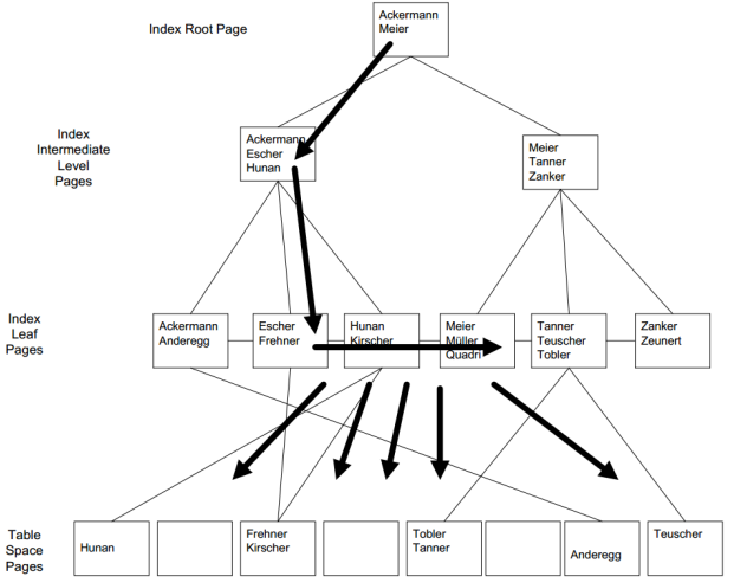 Index Root Page
Ackermann
Meier
Index
Intermediate
Level
Pages
Ackermann
Escher
Hunan
Meier
Tanner
Zanker
Index
Leaf
Pages
Ackermann
Anderegg
Escher
Frehner
Hunan
Kirscher
Meier
Müller
Quadri
Tanner
Teuscher
Tobler
Zanker
Zeunert
Table
Space
Pages
Hunan
Frehner
Kirscher
Tobler
Tanner
Anderegg
Teuscher